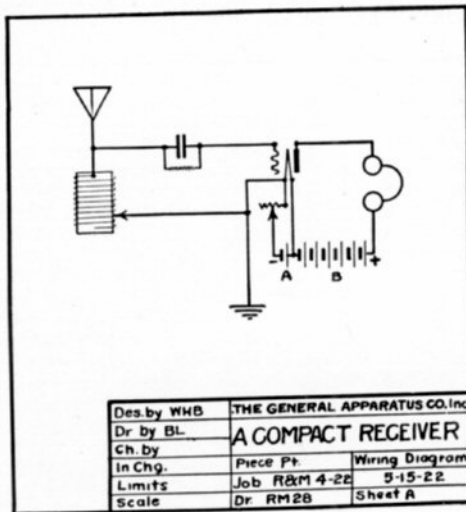 - A B +
Des. by WHB
THE GENERAL APPARATUS CO. Inc
Dr by BL
A COMPACT RECEIVER
Ch. by
In Chg.
Piece Pt.
Wiring Diagram
Limits
Job R&M 4-22
5-15-22
Scale
Dr. RM28
Sheet A